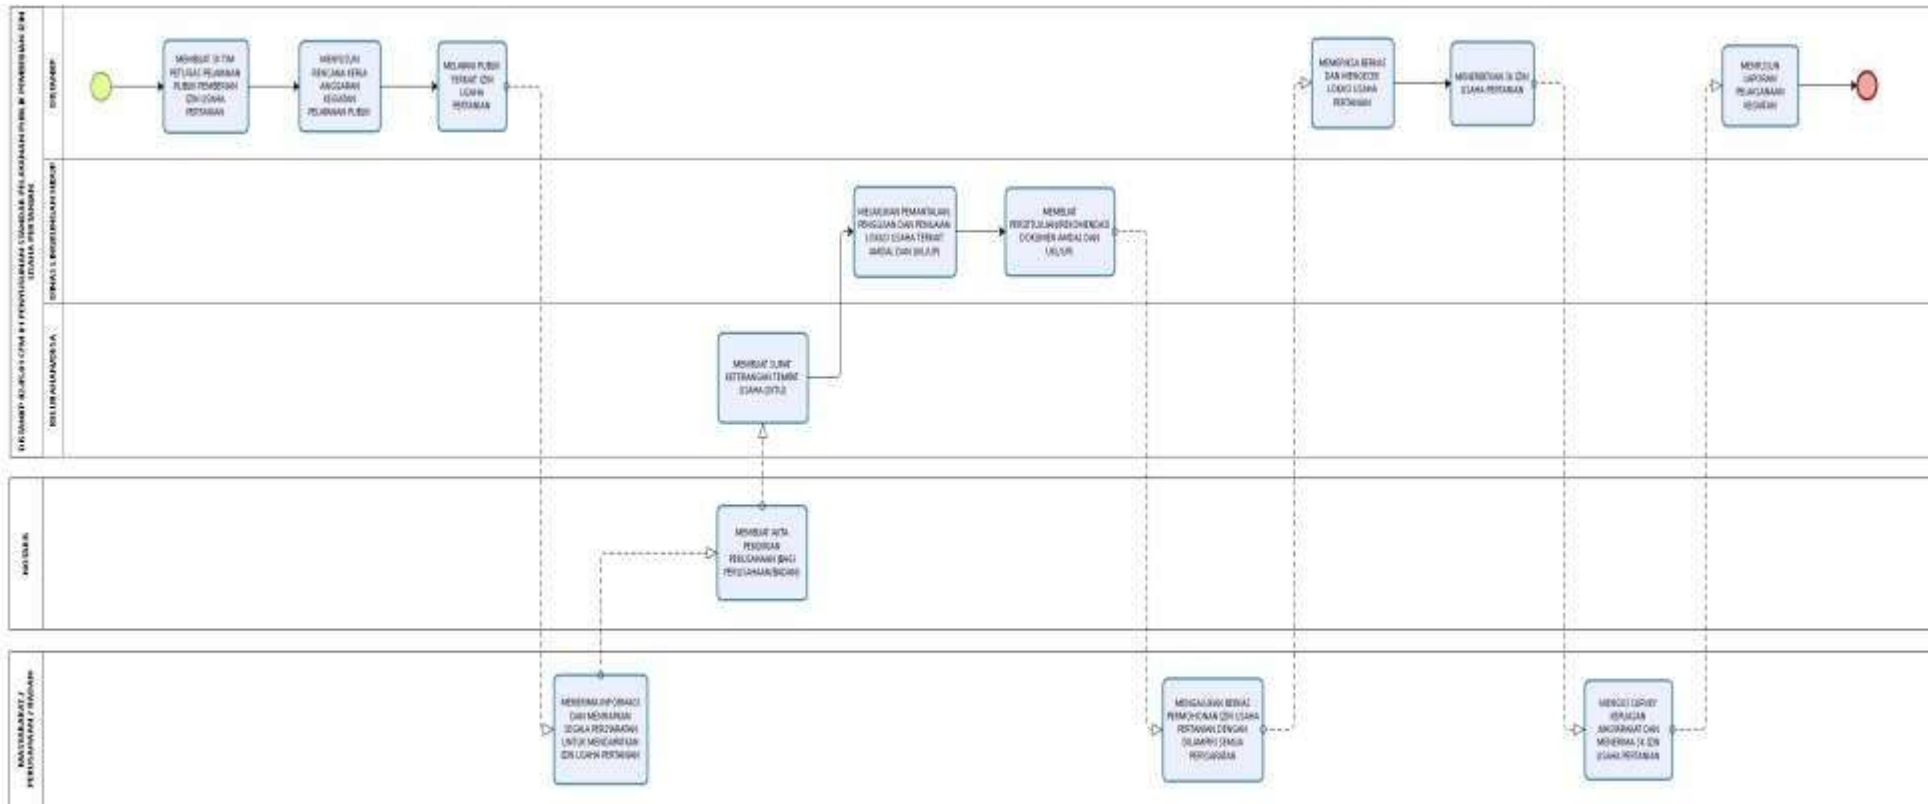 MEMBUAT SK TIM
PETUGAS PELAYANAN
PUBLIK PEMBERIAN
IZIN USAHA
PERTANIAN
MENYUSUN
RENCANA KERJA
ANGGARAN
KEGIATAN
PELAYANAN PUBLIK
MELAYANI PUBLIK
TERKAIT IZIN
USAHA
PERTANIAN
MEMERIKSA BERKAS
DAN MENGECEK
LOKASI USAHA
PERTANIAN
MENERBITKAN SK IZIN
USAHA PERTANIAN
MENYUSUN
LAPORAN
PELAKSANAAN
KEGIATAN
DINAS LINGKUNGAN HIDUP
MELAKUKAN PEMANTAUAN,
PENGUJIAN DAN PENILAIAN
LOKASI USAHA TERKAIT
AMDAL DAN UKL/UPL
MEMBUAT
PERSETUJUAN/REKOMENDASI
DOKUMEN AMDAL DAN
UKL/UPL
KELURAHAN/DESA
MEMBUAT SURAT
KETERANGAN TEMPAT
USAHA (SKTU)
NOTARIS
MEMBUAT AKTA
PENDIRIAN
PERUSAHAAN (BAGI
PERUSAHAAN/BADAN)
MASYARAKAT /
PERUSAHAAN / BADAN
MENERIMA INFORMASI
DAN MENYIAPKAN
SEGALA PERSYARATAN
UNTUK MENDAPATKAN
IZIN USAHA PERTANIAN
MENGAJUKAN BERKAS
PERMOHONAN IZIN USAHA
PERTANIAN DENGAN
DILAMPIRI SEMUA
PERSYARATAN
MENGISI SURVEY
KEPUASAN
MASYARAKAT DAN
MENERIMA SK IZIN
USAHA PERTANIAN